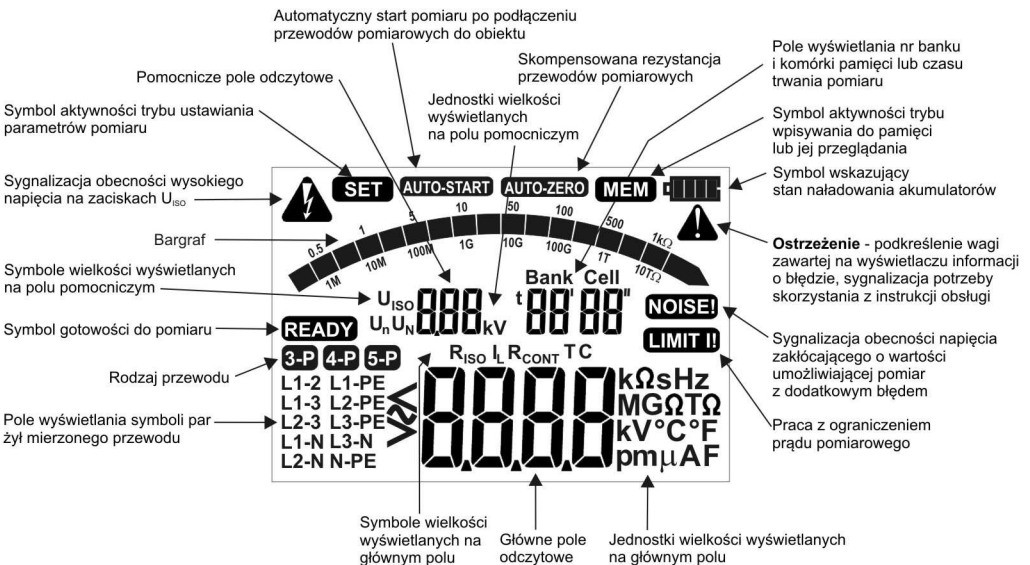 Automatyczny start pomiaru po podłączeniu
przewodów pomiarowych do obiektu
Pomocnicze pole odczytowe
Skompensowana rezystancja
przewodów pomiarowych
Pole wyświetlania nr banku
i komórki pamięci lub czasu
trwania pomiaru
Symbol aktywności trybu ustawiania
parametrów pomiaru
Jednostki wielkości
wyświetlanych
na polu pomocniczym
Symbol aktywności trybu
wpisywania do pamięci
lub jej przeglądania
Sygnalizacja obecności wysokiego
napięcia na zaciskach UISO
Symbol wskazujący
stan naładowania akumulatorów
SET AUTO-START AUTO-ZERO MEM
0.5 1 5 10 50 100 500 1kΩ
1M 10M 100M 1G 10G 100G 1T 10TΩ
Bargraf
Ostrzeżenie - podkreślenie wagi
zawartej na wyświetlaczu informacji
o błędzie, sygnalizacja potrzeby
skorzystania z instrukcji obsługi
Symbole wielkości wyświetlanych
na polu pomocniczym
Bank Cell
UISO 8.8.8 t 88' 88"
Un UN kV
NOISE!
Symbol gotowości do pomiaru
READY
LIMIT I!
Sygnalizacja obecności napięcia
zakłócającego o wartości
umożliwiającej pomiar
z dodatkowym błędem
Rodzaj przewodu
3-P 4-P 5-P
RISO IL RCONT T C
L1-2 L1-PE
L1-3 L2-PE
L2-3 L3-PE
L1-N L3-N
L2-N N-PE
8.8.8.8
kΩsHz
MGΩTΩ
kV°C°F
pmμAF
Pole wyświetlania symboli par
żył mierzonego przewodu
Praca z ograniczeniem
prądu pomiarowego
Symbole wielkości
wyświetlanych na
głównym polu
Główne pole
odczytowe
Jednostki wielkości wyświetlanych
na głównym polu